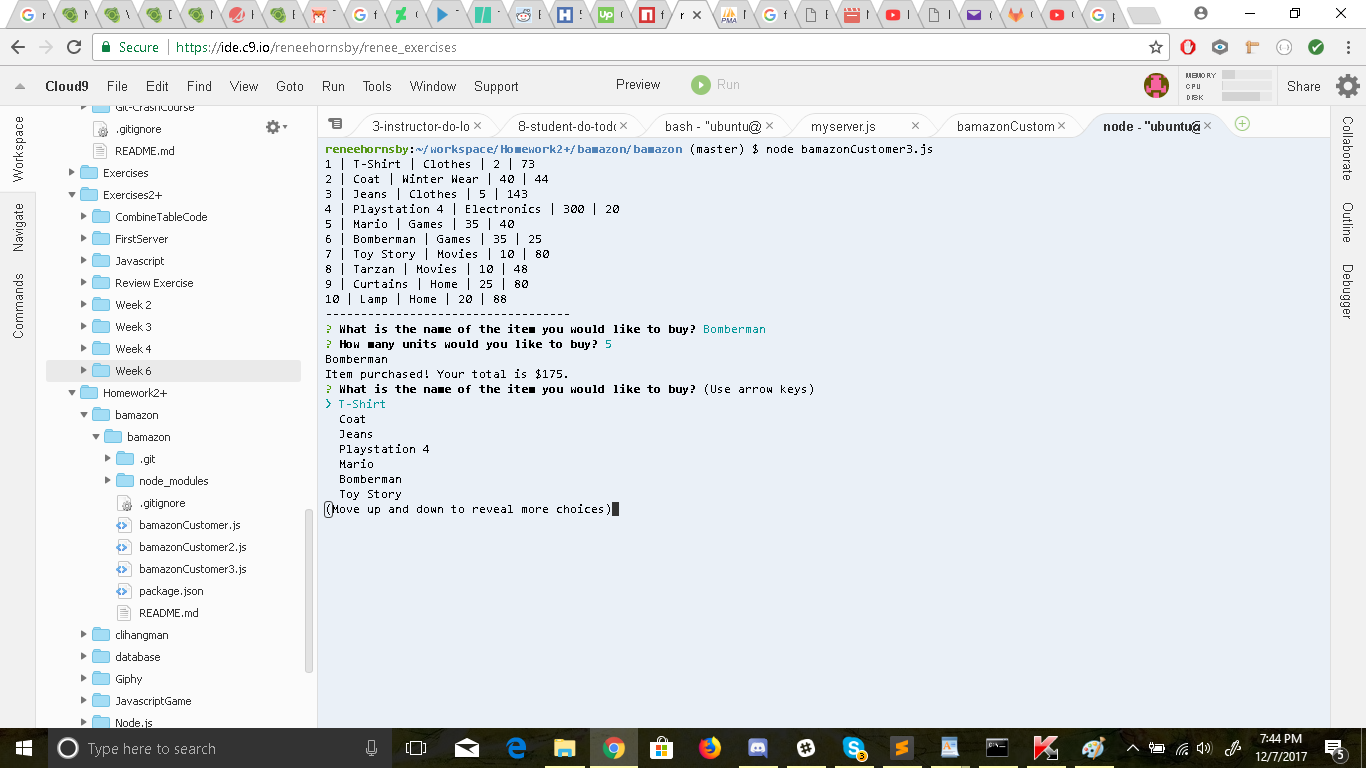 Secure | https://ide.c9.io/reneehornsby/renee_exercises
Cloud9 File Edit Find View Goto Run Tools Window Support Preview Run MEMORY CPU DISK Share
Workspace
Navigate
Commands
Git-CrashCourse
.gitignore
README.md
Exercises
Exercises2+
CombineTableCode
FirstServer
Javascript
Review Exercise
Week 2
Week 3
Week 4
Week 6
Homework2+
bamazon
bamazon
.git
node_modules
.gitignore
bamazonCustomer.js
bamazonCustomer2.js
bamazonCustomer3.js
package.json
README.md
clihangman
database
Giphy
JavascriptGame
Node.js
3-instructor-do-lo 8-student-do-todo bash - "ubuntu@ myserver.js bamazonCustom node - "ubuntu@
reneehornsby:~/workspace/Homework2+/bamazon/bamazon (master) $ node bamazonCustomer3.js
1 | T-Shirt | Clothes | 2 | 73
2 | Coat | Winter Wear | 40 | 44
3 | Jeans | Clothes | 5 | 143
4 | Playstation 4 | Electronics | 300 | 20
5 | Mario | Games | 35 | 40
6 | Bomberman | Games | 35 | 25
7 | Toy Story | Movies | 10 | 80
8 | Tarzan | Movies | 10 | 48
9 | Curtains | Home | 25 | 80
10 | Lamp | Home | 20 | 88
-----------------------------------
? What is the name of the item you would like to buy? Bomberman
? How many units would you like to buy? 5
Bomberman
Item purchased! Your total is $175.
? What is the name of the item you would like to buy? (Use arrow keys)
❯ T-Shirt
Coat
Jeans
Playstation 4
Mario
Bomberman
Toy Story
(Move up and down to reveal more choices)
Collaborate
Outline
Debugger
Type here to search
7:44 PM
12/7/2017
5
3